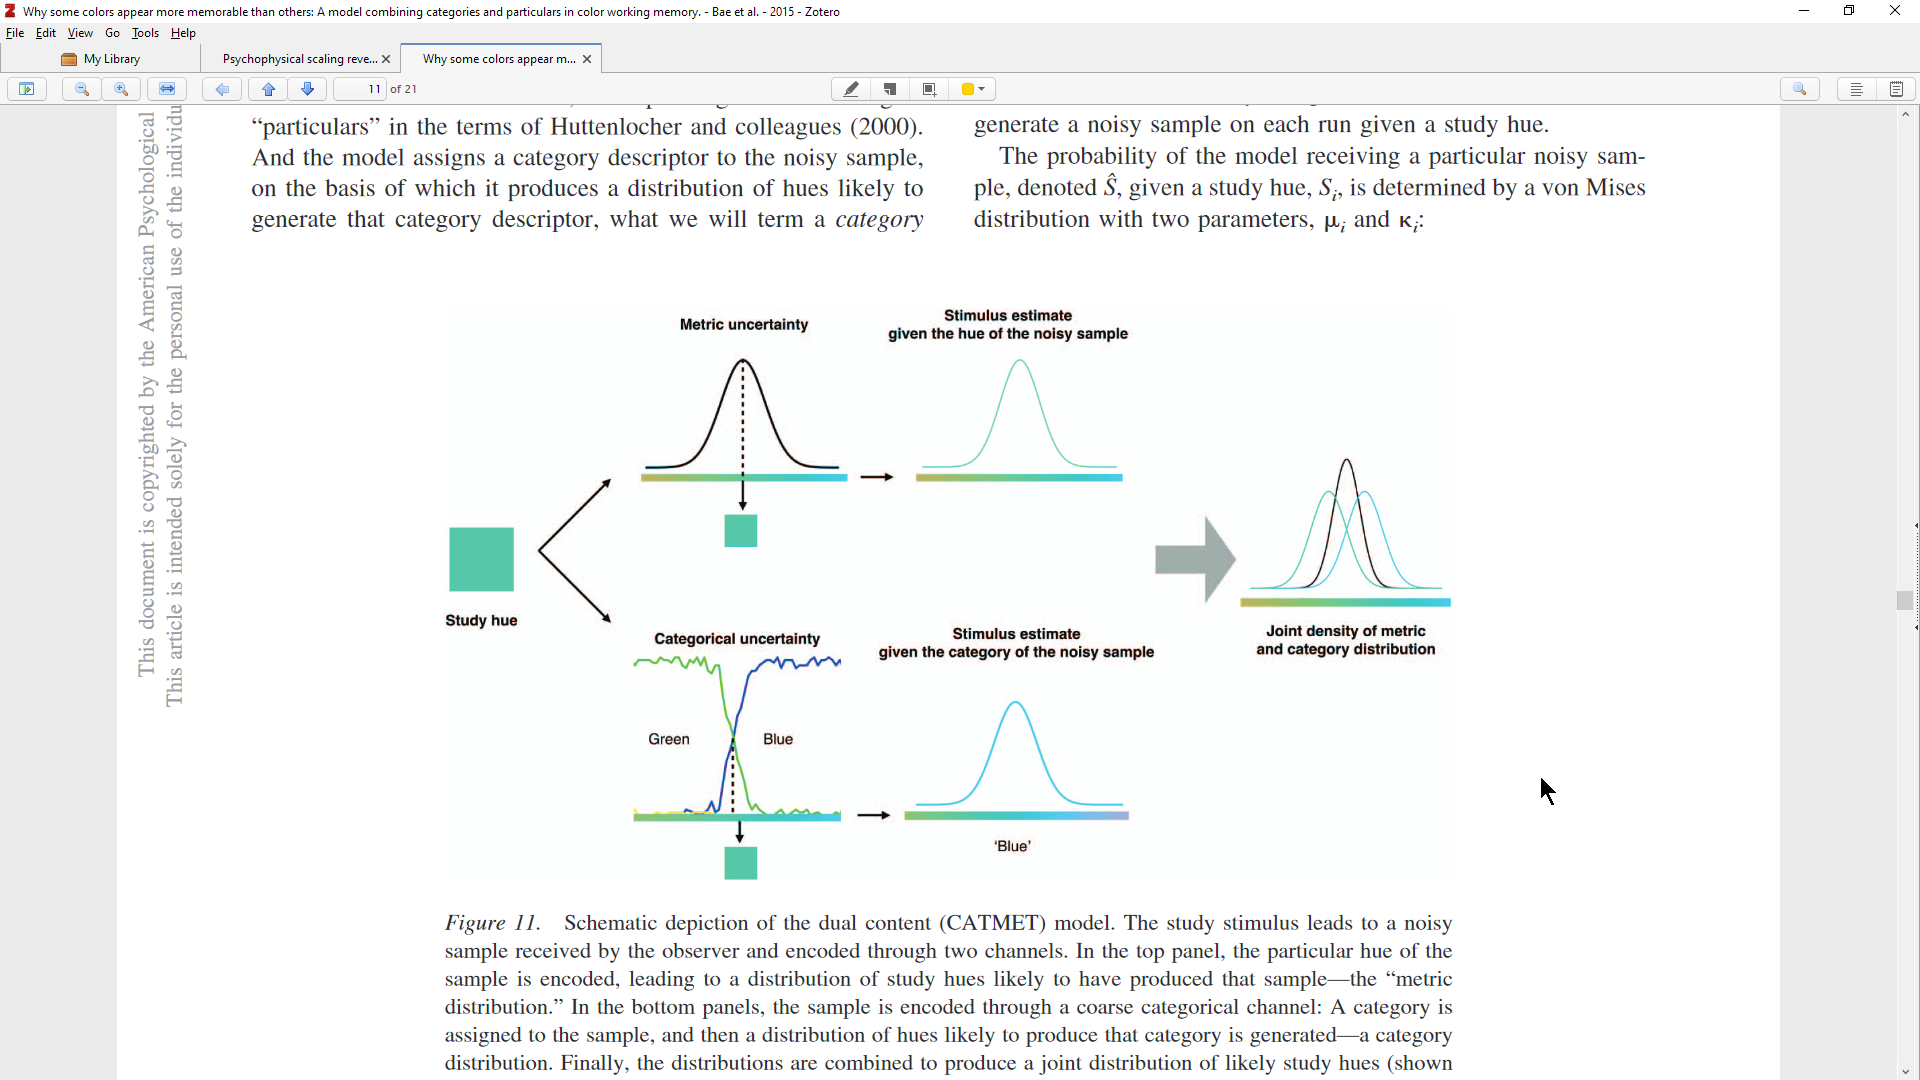 Why some colors appear more memorable than others: A model combining categories and particulars in color working memory. - Bae et al. - 2015 - Zotero
File Edit View Go Tools Help
My Library
Psychophysical scaling reve...
Why some colors appear m...
11 of 21
This document is copyrighted by the American Psychological
This article is intended solely for the personal use of the individu
“particulars” in the terms of Huttenlocher and colleagues (2000).
And the model assigns a category descriptor to the noisy sample,
on the basis of which it produces a distribution of hues likely to
generate that category descriptor, what we will term a category
generate a noisy sample on each run given a study hue.
The probability of the model receiving a particular noisy sam-
ple, denoted Ŝ, given a study hue, Si, is determined by a von Mises
distribution with two parameters, μi and κi:
Metric uncertainty
Stimulus estimate
given the hue of the noisy sample
Study hue
Categorical uncertainty
Green
Blue
Stimulus estimate
given the category of the noisy sample
‘Blue’
Joint density of metric
and category distribution
Figure 11. Schematic depiction of the dual content (CATMET) model. The study stimulus leads to a noisy
sample received by the observer and encoded through two channels. In the top panel, the particular hue of the
sample is encoded, leading to a distribution of study hues likely to have produced that sample—the “metric
distribution.” In the bottom panels, the sample is encoded through a coarse categorical channel: A category is
assigned to the sample, and then a distribution of hues likely to produce that category is generated—a category
distribution. Finally, the distributions are combined to produce a joint distribution of likely study hues (shown